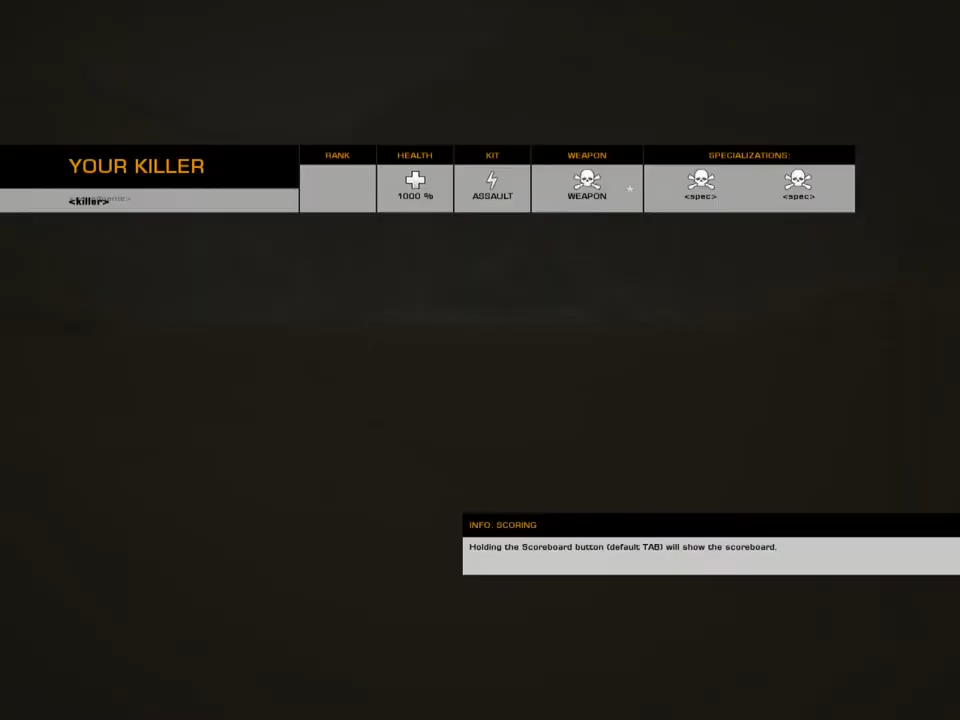 YOUR KILLER
<killer>
RANK
HEALTH
1000 %
KIT
ASSAULT
WEAPON
WEAPON
SPECIALIZATIONS:
<spec>
<spec>
INFO: SCORING
Holding the Scoreboard button (default TAB) will show the scoreboard.